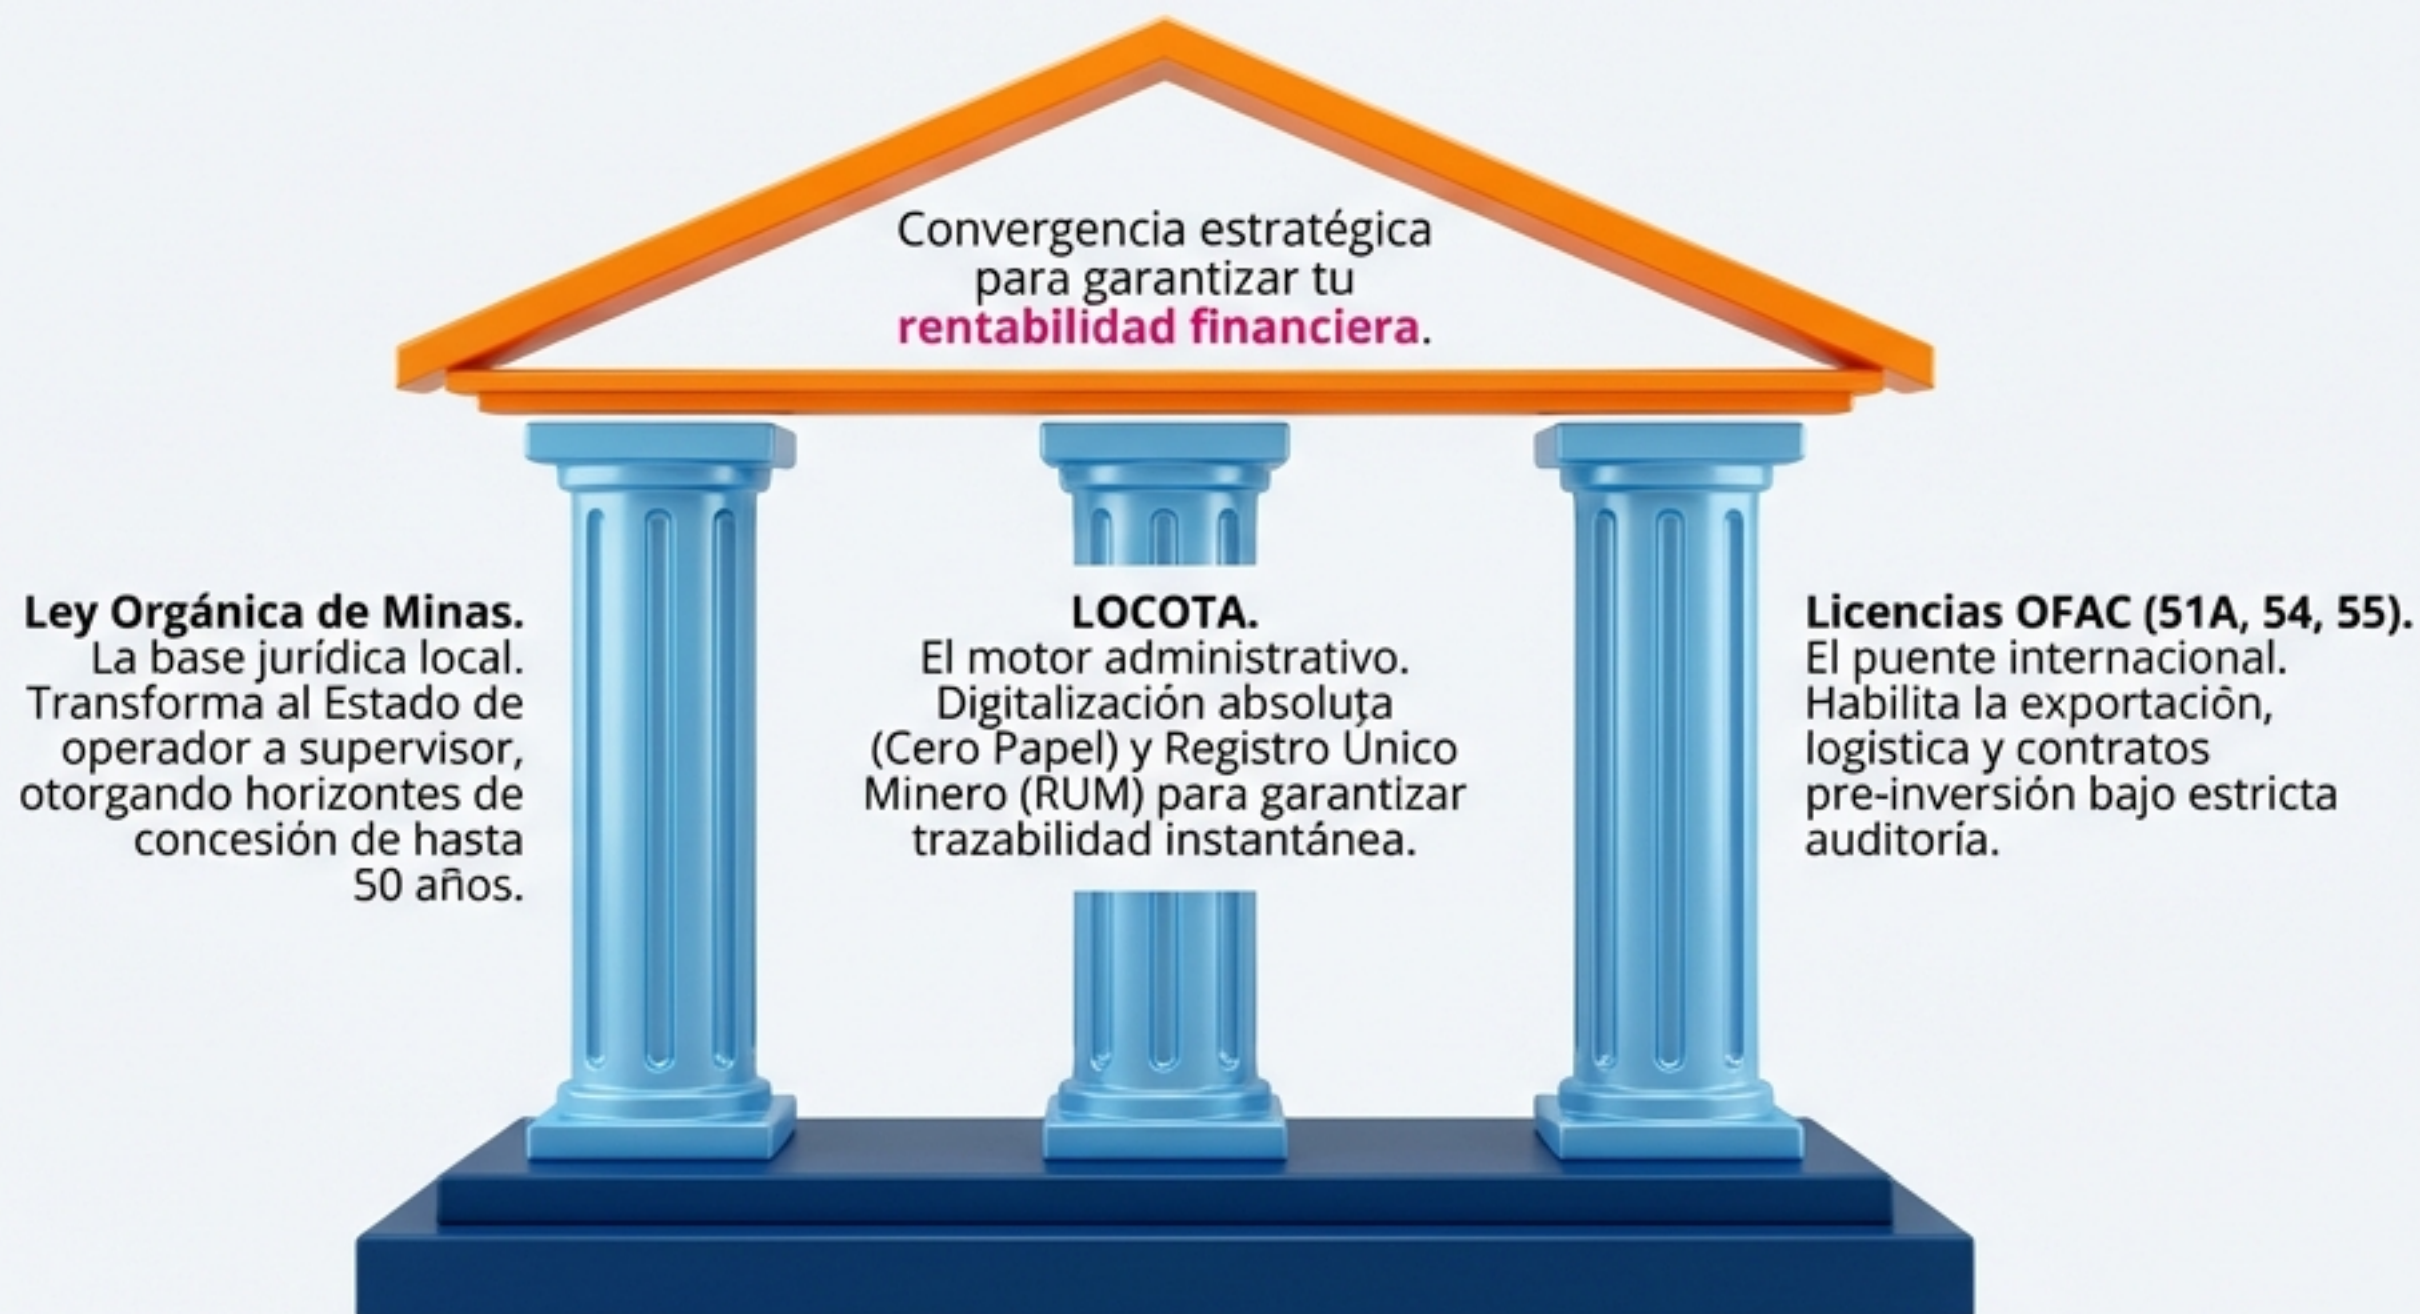 Convergencia estratégica
para garantizar tu
rentabilidad financiera.
Ley Orgánica de Minas.
La base jurídica local.
Transforma al Estado de
operador a supervisor,
otorgando horizontes de
concesión de hasta
50 años.
LOCOTA.
El motor administrativo.
Digitalización absoluta
(Cero Papel) y Registro Único
Minero (RUM) para garantizar
trazabilidad instantánea.
Licencias OFAC (51A, 54, 55).
El puente internacional.
Habilita la exportaciôn,
logistica y contratos
pre-inversión bajo estricta
auditoría.